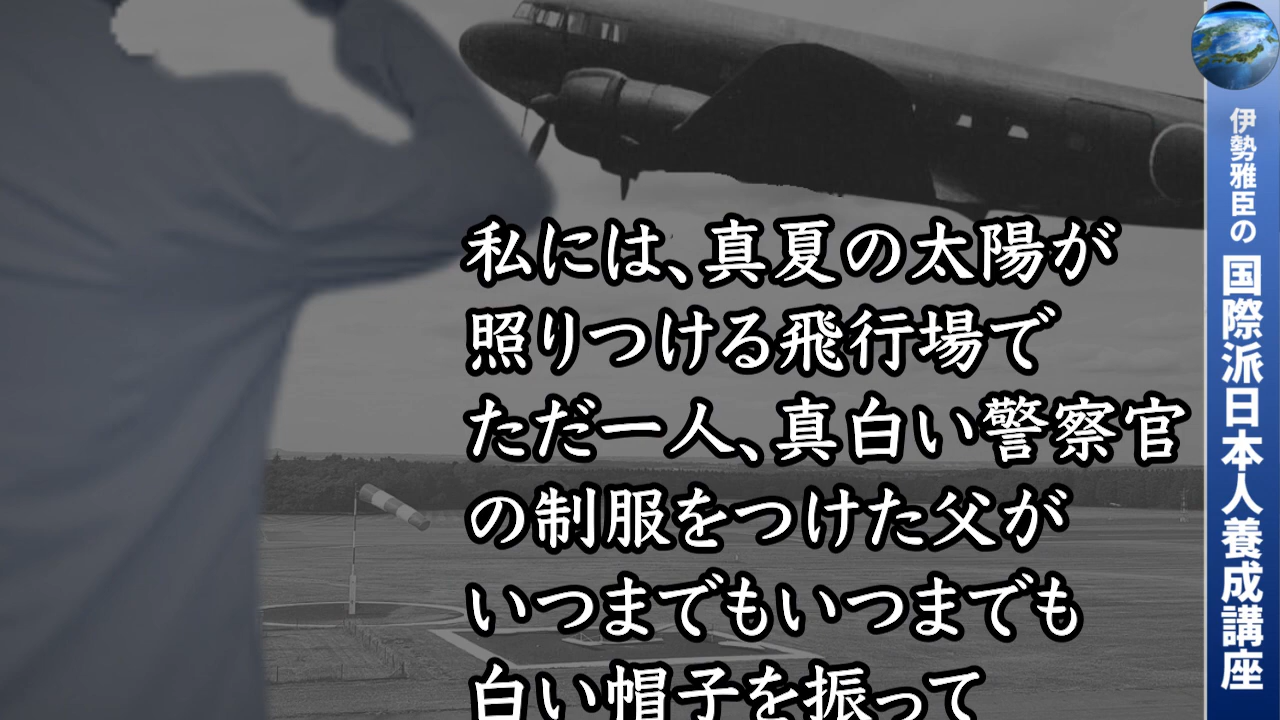 私には、真夏の太陽が
照りつける飛行場で
ただ一人、真白い警察官
の制服をつけた父が
いつまでもいつまでも
白い帽子を振って
伊勢雅臣の 国際派日本人養成講座